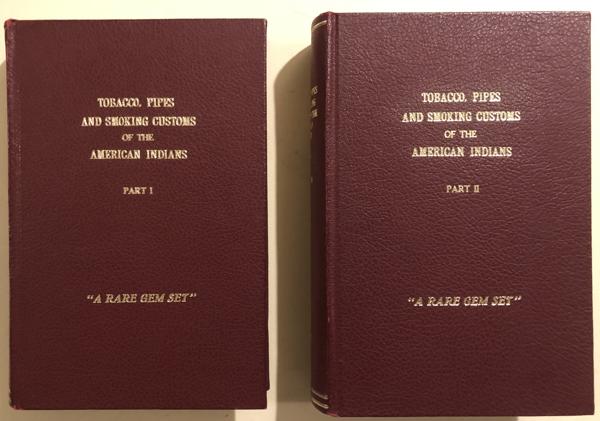 TOBACCO, PIPES
AND SMOKING CUSTOMS
OF THE
AMERICAN INDIANS
PART I
"A RARE GEM SET"
TOBACCO, PIPES
AND SMOKING CUSTOMS
OF THE
AMERICAN INDIANS
PART II
"A RARE GEM SET"